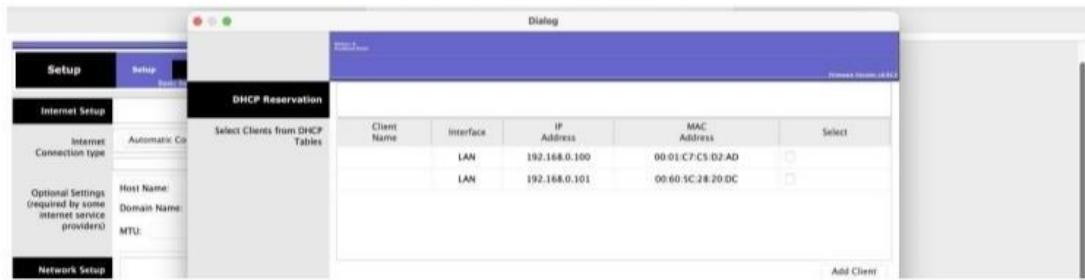 Dialog
Setup
Setup
Internet Setup
Internet
Connection type
Automatic Co
Optional Settings
(required by some
internet service
providers)
Host Name:
Domain Name:
MTU:
Network Setup
DHCP Reservation
Select Clients from DHCP
Tables
Client
Name
Interface
IP
Address
MAC
Address
Select
LAN 192.168.0.100 00:01:C7:C5:D2:AD
LAN 192.168.0.101 00:60:5C:28:20:DC
Add Client